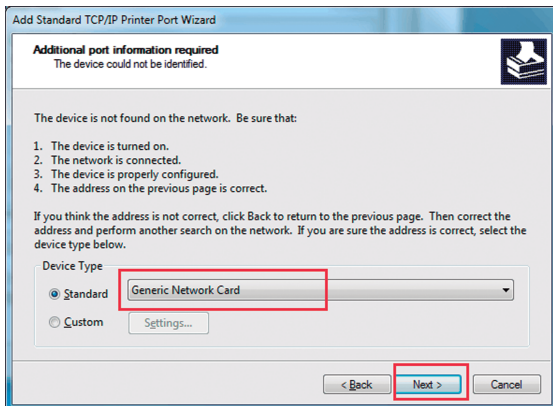 Add Standard TCP/IP Printer Port Wizard
Additional port information required
The device could not be identified.
The device is not found on the network. Be sure that:
1. The device is turned on.
2. The network is connected.
3. The device is properly configured.
4. The address on the previous page is correct.
If you think the address is not correct, click Back to return to the previous page. Then correct the
address and perform another search on the network. If you are sure the address is correct, select the
device type below.
Device Type
Standard
Generic Network Card
Custom
Settings...
< Back
Next >
Cancel